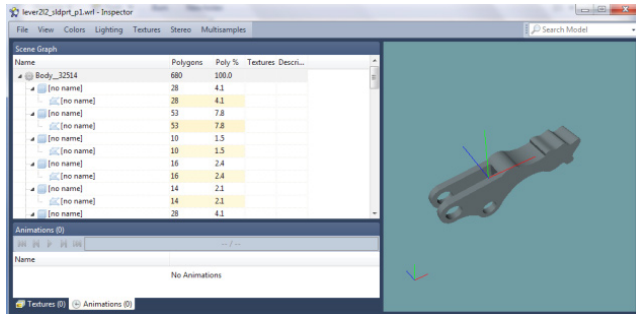 lever2l2_sldprt_p1.wrf - Inspector
File View Colors Lighting Textures Stereo Multisamples
Search Model
Scene Graph
Name Polygons Poly % Textures Descri...
Body_32514 680 100.0
[no name] 28 4.1
[no name] 28 4.1
[no name] 53 7.8
[no name] 53 7.8
[no name] 10 1.5
[no name] 10 1.5
[no name] 16 2.4
[no name] 16 2.4
[no name] 14 2.1
[no name] 14 2.1
[no name] 28 4.1
Animations (0)
-- / --
Name
No Animations
Textures (0) Animations (0)